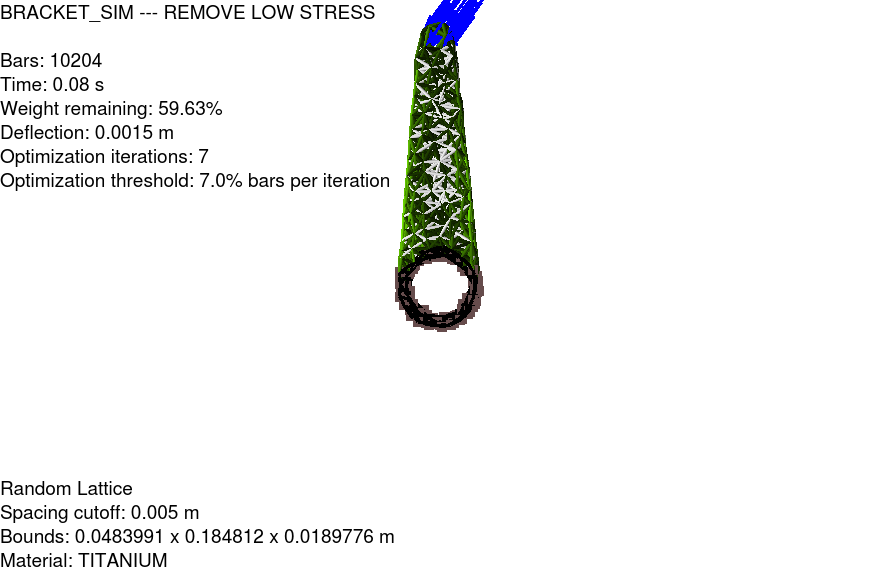 BRACKET_SIM --- REMOVE LOW STRESS
Bars: 10204
Time: 0.08 s
Weight remaining: 59.63%
Deflection: 0.0015 m
Optimization iterations: 7
Optimization threshold: 7.0% bars per iteration
Random Lattice
Spacing cutoff: 0.005 m
Bounds: 0.0483991 x 0.184812 x 0.0189776 m
Material: TITANIUM